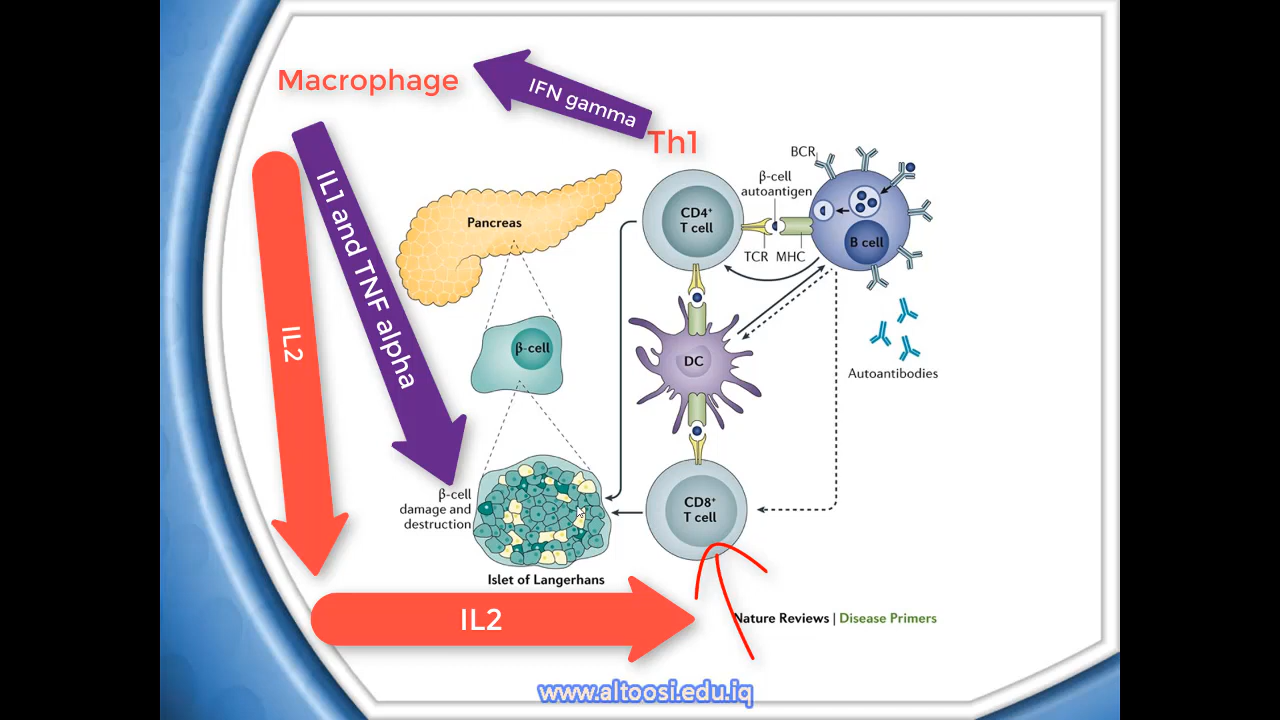 Macrophage
IFN gamma
Th1
IL1 and TNF alpha
IL2
Pancreas
β-cell
β-cell
damage and
destruction
Islet of Langerhans
CD4⁺
T cell
BCR
β-cell
autoantigen
TCR
MHC
B cell
DC
Autoantibodies
CD8⁺
T cell
IL2
Nature Reviews | Disease Primers
www.altoosi.edu.iq